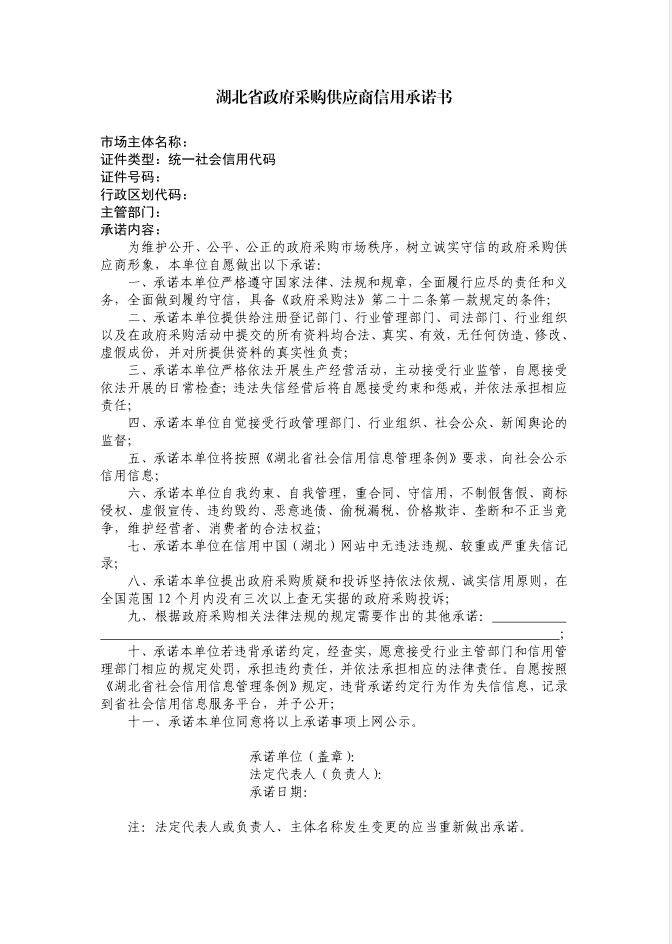 湖北省政府采购供应商信用承诺书
市场主体名称：
证件类型：统一社会信用代码
证件号码：
行政区划代码：
主管部门：
承诺内容：
为维护公开、公平、公正的政府采购市场秩序，树立诚实守信的政府采购供
应商形象，本单位自愿做出以下承诺：
一、承诺本单位严格遵守国家法律、法规和规章，全面履行应尽的责任和义
务，全面做到履约守信，具备《政府采购法》第二十二条第一款规定的条件；
二、承诺本单位提供给注册登记部门、行业管理部门、司法部门、行业组织
以及在政府采购活动中提交的所有资料均合法、真实、有效，无任何伪造、修改、
虚假成份，并对所提供资料的真实性负责；
三、承诺本单位严格依法开展生产经营活动，主动接受行业监管，自愿接受
依法开展的日常检查；违法失信经营后将自愿接受约束和惩戒，并依法承担相应
责任；
四、承诺本单位自觉接受行政管理部门、行业组织、社会公众、新闻舆论的
监督；
五、承诺本单位将按照《湖北省社会信用信息管理条例》要求，向社会公示
信用信息；
六、承诺本单位自我约束、自我管理，重合同、守信用，不制假售假、商标
侵权、虚假宣传、违约毁约、恶意逃债、偷税漏税、价格欺诈、垄断和不正当竞
争，维护经营者、消费者的合法权益；
七、承诺本单位在信用中国（湖北）网站中无违法违规、较重或严重失信记
录；
八、承诺本单位提出政府采购质疑和投诉坚持依法依规、诚实信用原则，在
全国范围 12 个月内没有三次以上查无实据的政府采购投诉；
九、根据政府采购相关法律法规的规定需要作出的其他承诺：
；
十、承诺本单位若违背承诺约定，经查实，愿意接受行业主管部门和信用管
理部门相应的规定处罚，承担违约责任，并依法承担相应的法律责任。自愿按照
《湖北省社会信用信息管理条例》规定，违背承诺约定行为作为失信信息，记录
到省社会信用信息服务平台，并予公开；
十一、承诺本单位同意将以上承诺事项上网公示。
承诺单位（盖章）：
法定代表人（负责人）：
承诺日期：
注：法定代表人或负责人、主体名称发生变更的应当重新做出承诺。